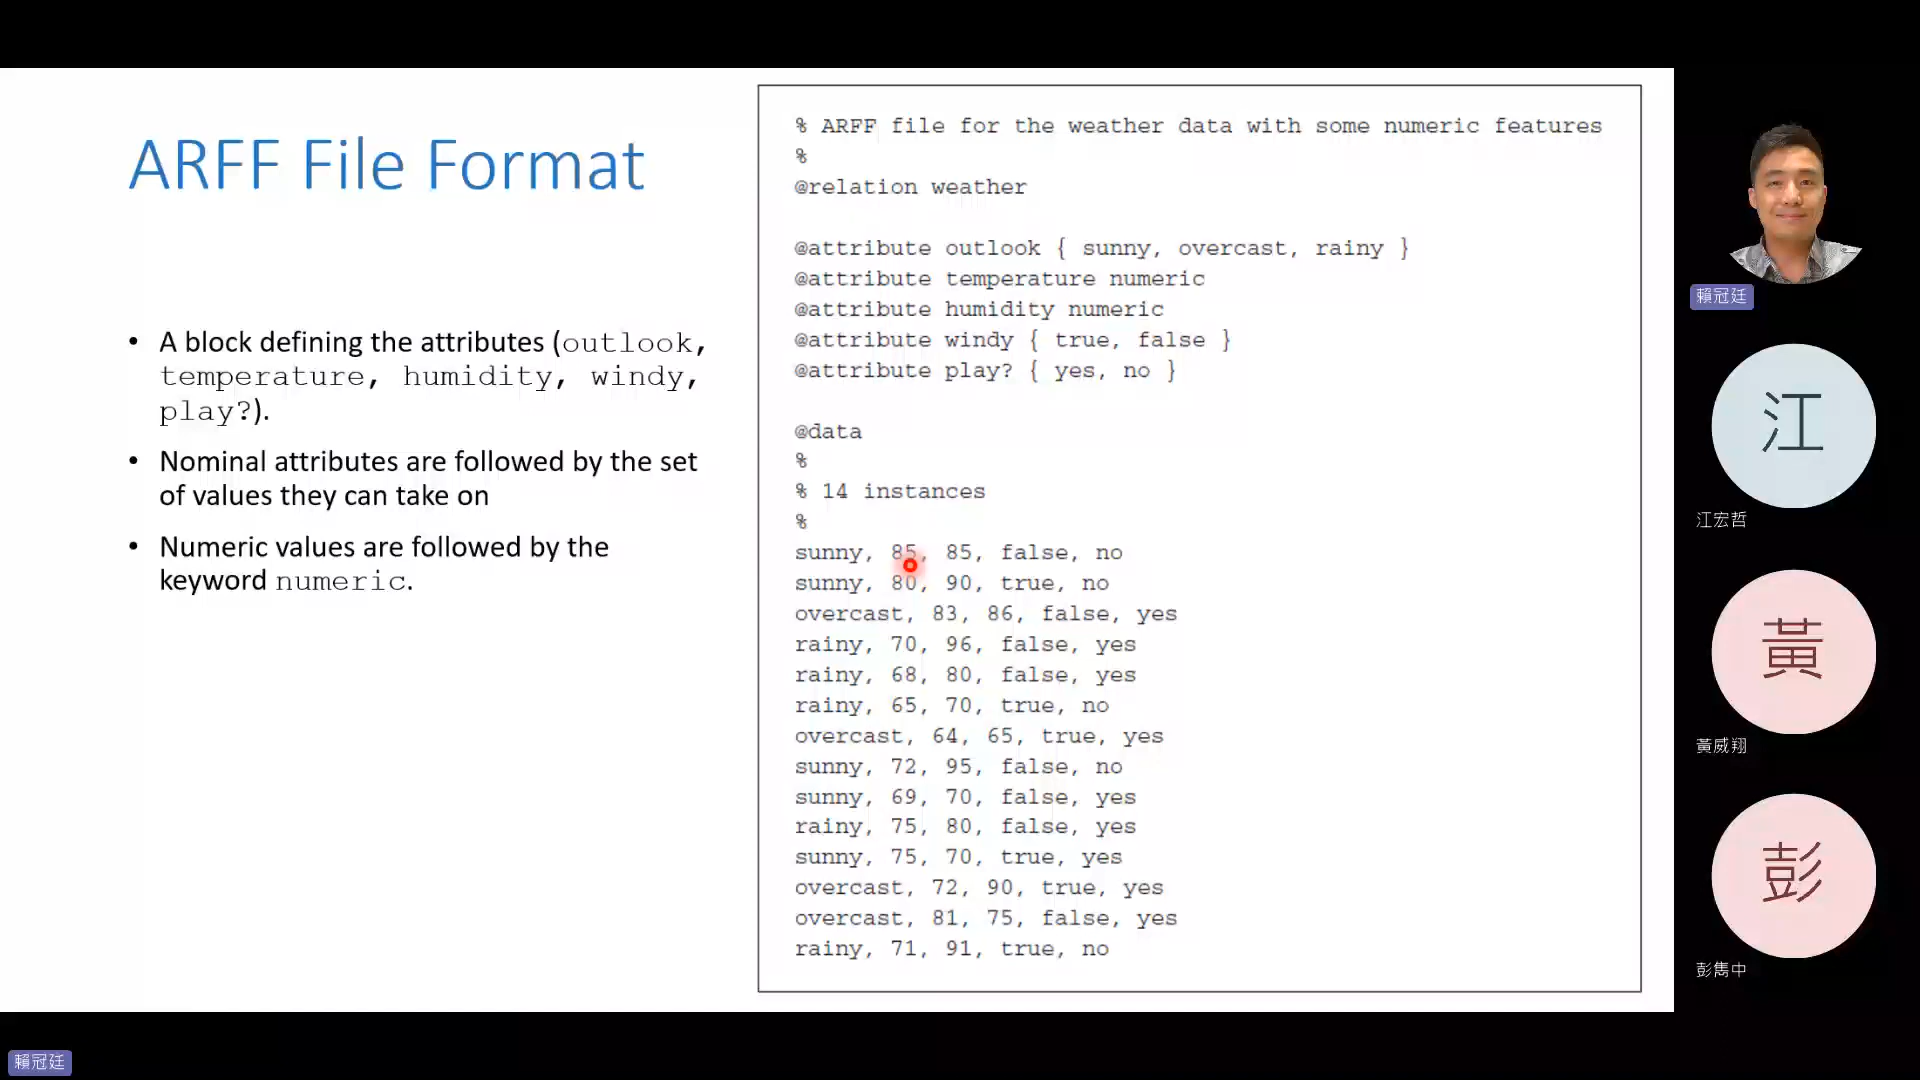 ARFF File Format
• A block defining the attributes (outlook,
temperature, humidity, windy,
play?).
• Nominal attributes are followed by the set
of values they can take on
• Numeric values are followed by the
keyword numeric.
% ARFF file for the weather data with some numeric features
%
@relation weather
@attribute outlook { sunny, overcast, rainy }
@attribute temperature numeric
@attribute humidity numeric
@attribute windy { true, false }
@attribute play? { yes, no }
@data
%
% 14 instances
%
sunny, 85, 85, false, no
sunny, 80, 90, true, no
overcast, 83, 86, false, yes
rainy, 70, 96, false, yes
rainy, 68, 80, false, yes
rainy, 65, 70, true, no
overcast, 64, 65, true, yes
sunny, 72, 95, false, no
sunny, 69, 70, false, yes
rainy, 75, 80, false, yes
sunny, 75, 70, true, yes
overcast, 72, 90, true, yes
overcast, 81, 75, false, yes
rainy, 71, 91, true, no
賴冠廷
江
江宏哲
黃
黃威翔
彭
彭雋中
賴冠廷